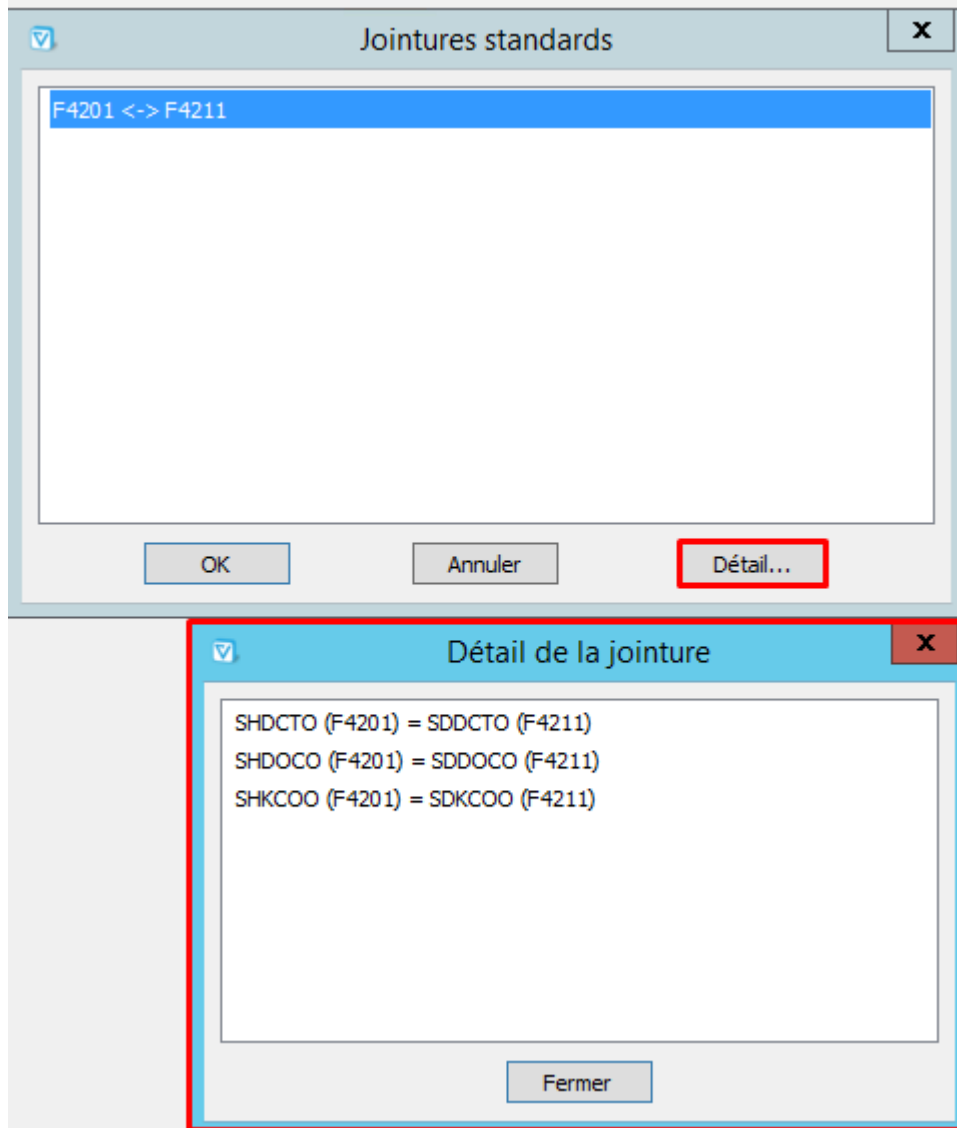 Jointures standards
x
F4201 <-> F4211
OK
Annuler
Détail...
Détail de la jointure
x
SHDCTO (F4201) = SDDCTO (F4211)
SHDOCO (F4201) = SDDOCO (F4211)
SHKCOO (F4201) = SDKCOO (F4211)
Fermer